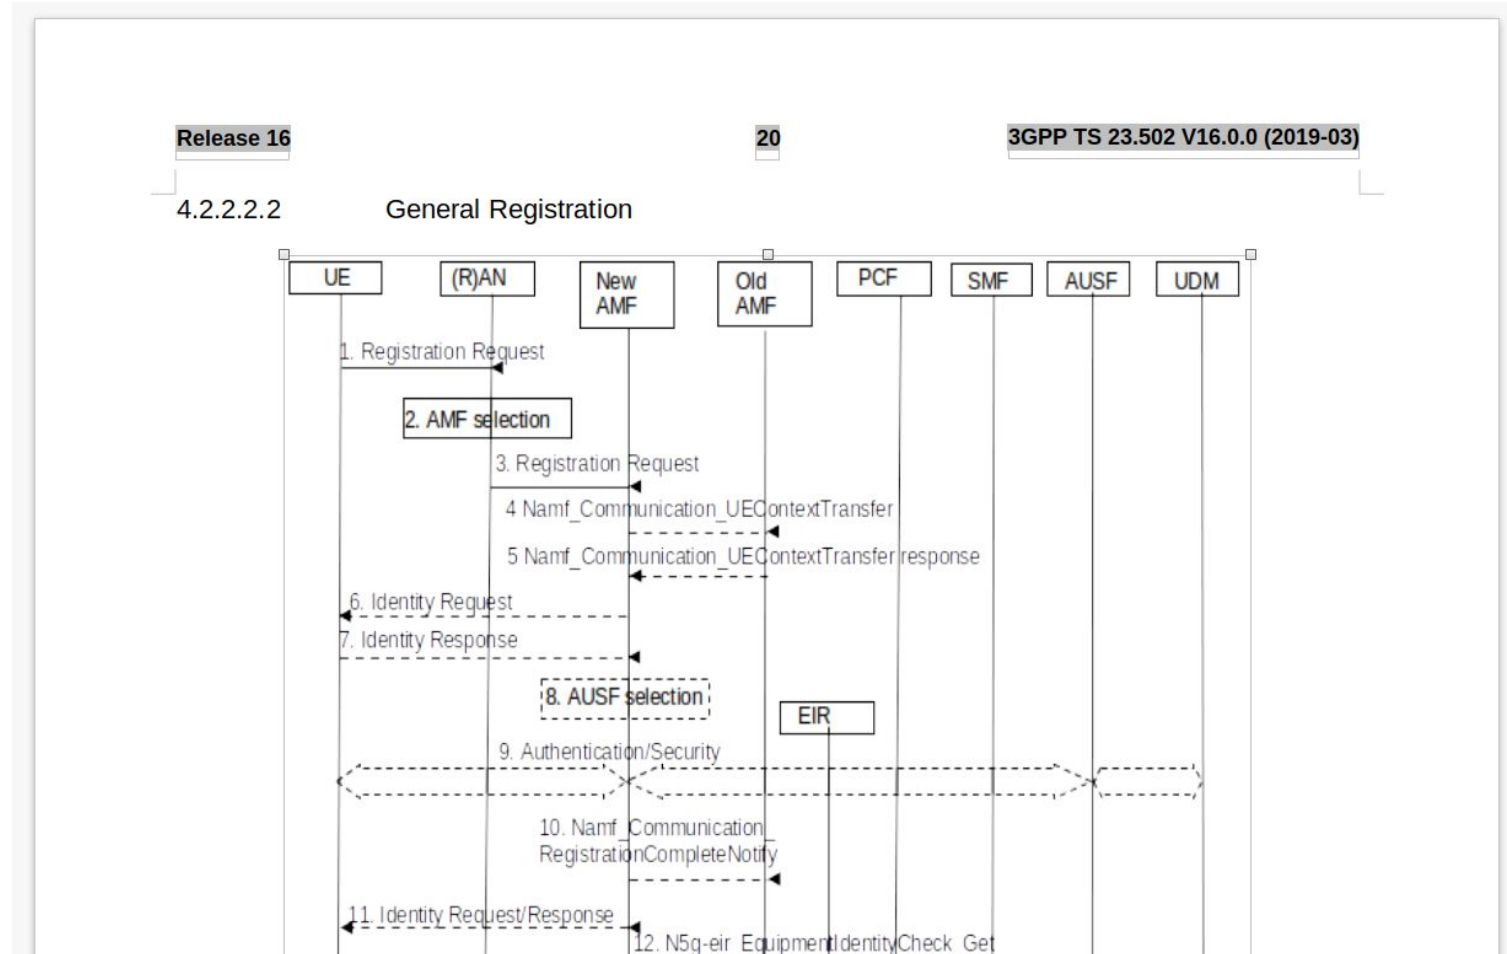 Release 16 20 3GPP TS 23.502 V16.0.0 (2019-03)
4.2.2.2.2 General Registration
UE (R)AN New AMF Old AMF PCF SMF AUSF UDM
1. Registration Request
2. AMF selection
3. Registration Request
4 Namf_Communication_UEContextTransfer
5 Namf_Communication_UEContextTransfer response
6. Identity Request
7. Identity Response
8. AUSF selection
EIR
9. Authentication/Security
10. Namf_Communication_
RegistrationCompleteNotify
11. Identity Request/Response
12. N5g-eir_EquipmentIdentityCheck_Get